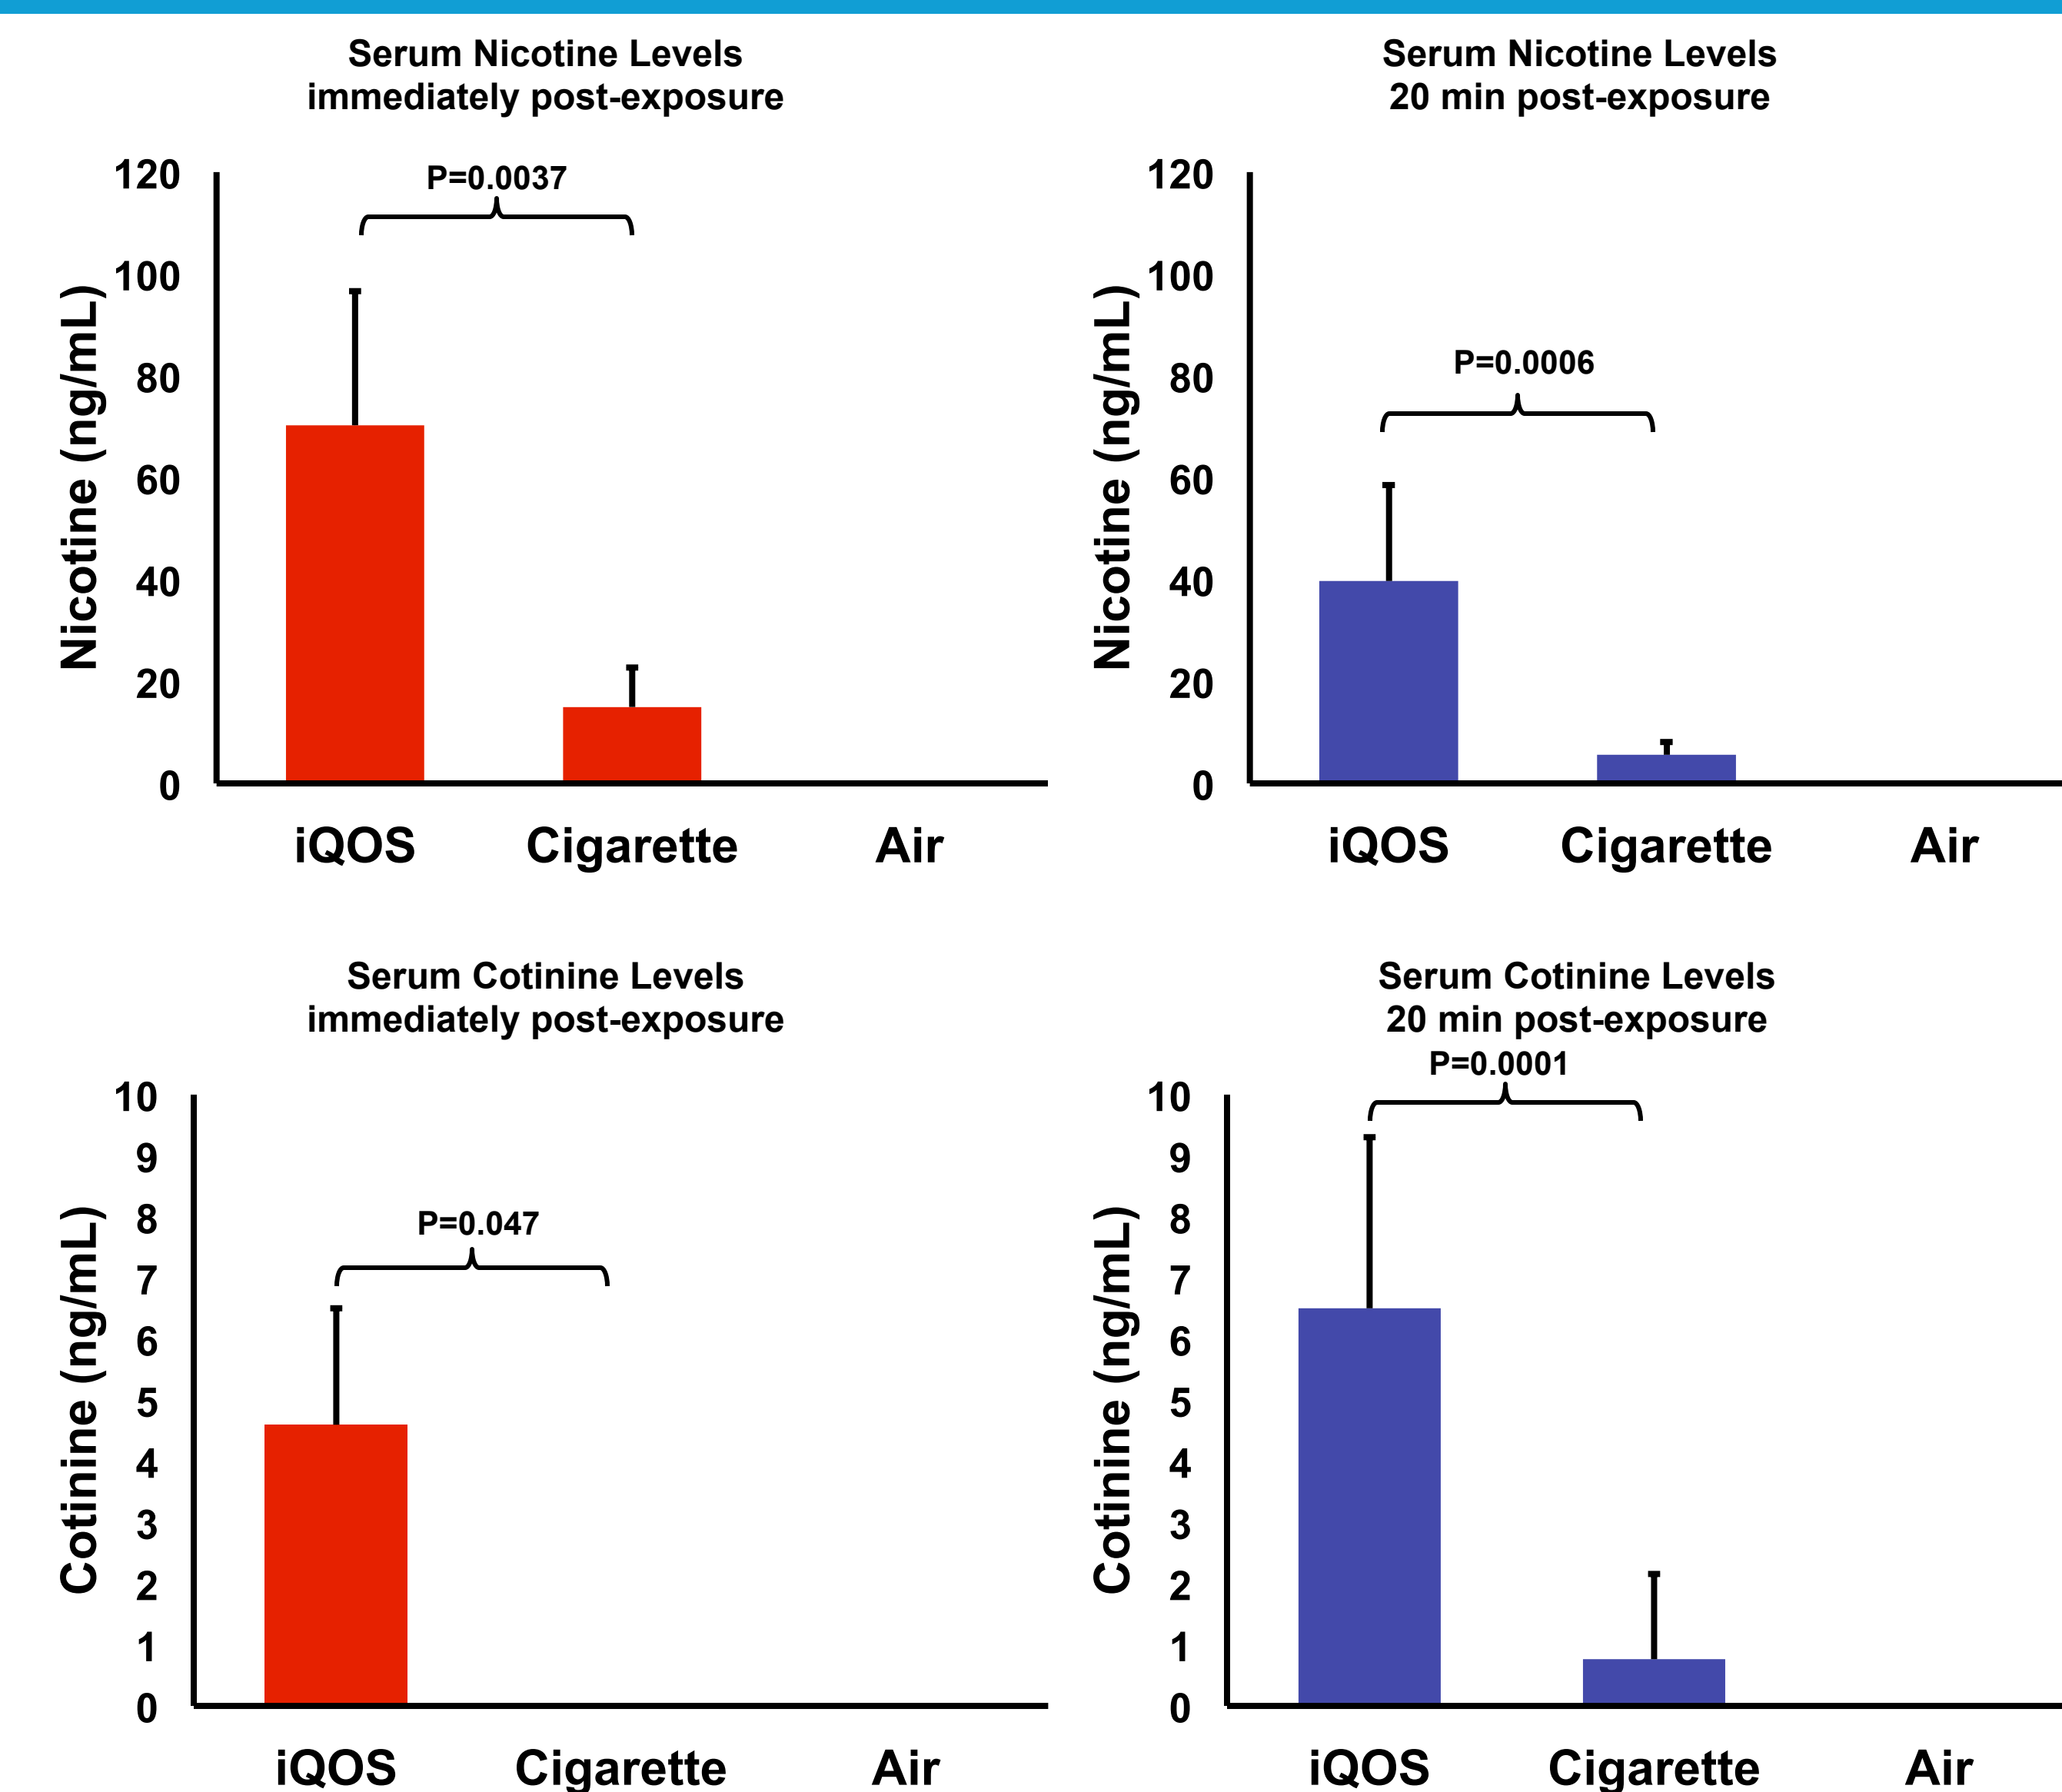 Serum Nicotine Levels
immediately post-exposure
P=0.0037
120
100
80
60
40
20
0
Nicotine (ng/mL)
iQOS Cigarette Air
Serum Nicotine Levels
20 min post-exposure
P=0.0006
120
100
80
60
40
20
0
Nicotine (ng/mL)
iQOS Cigarette Air
Serum Cotinine Levels
immediately post-exposure
P=0.047
10
9
8
7
6
5
4
3
2
1
0
Cotinine (ng/mL)
iQOS Cigarette Air
Serum Cotinine Levels
20 min post-exposure
P=0.0001
10
9
8
7
6
5
4
3
2
1
0
Cotinine (ng/mL)
iQOS Cigarette Air